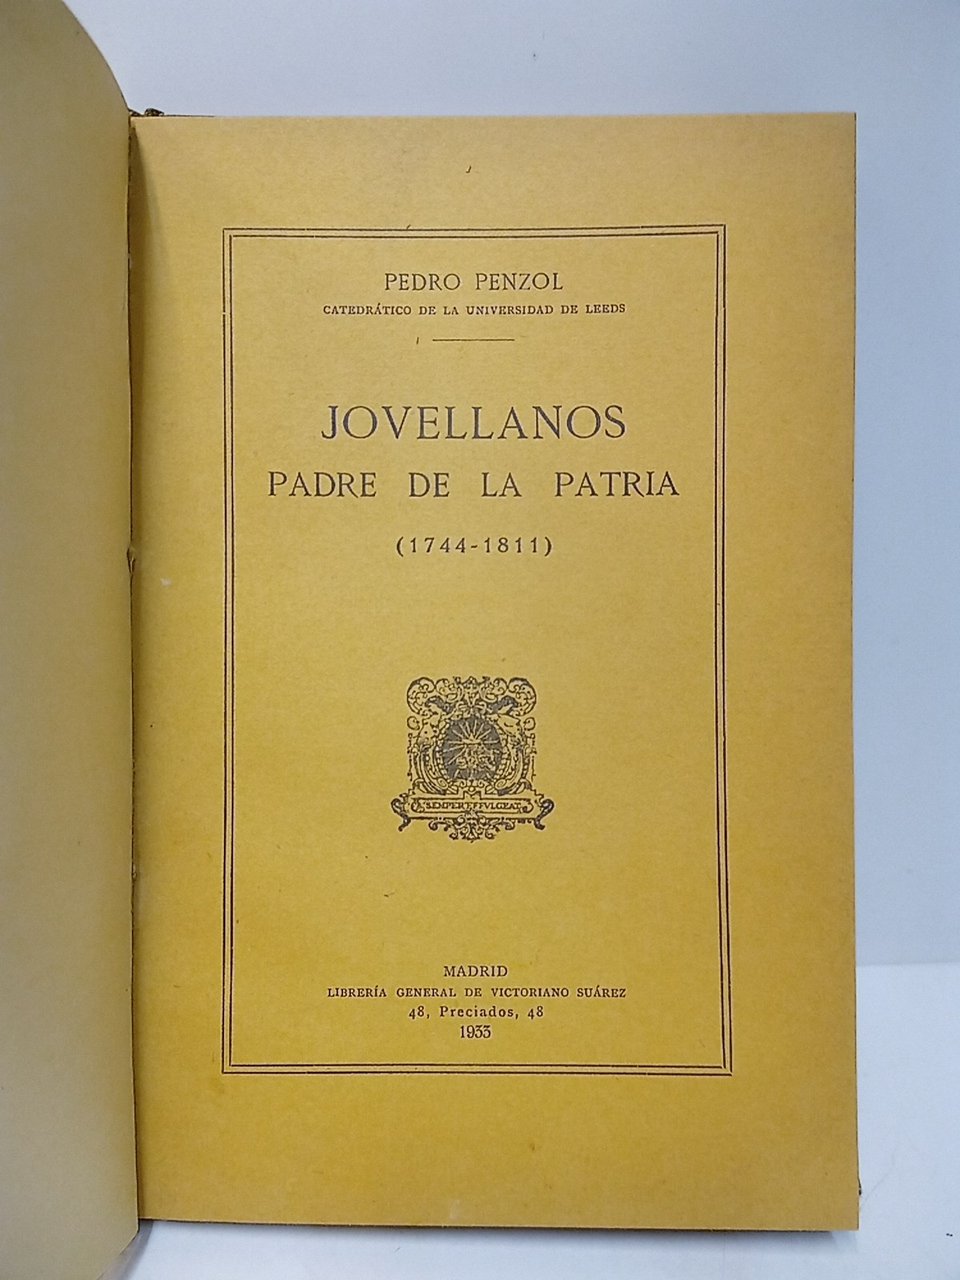 PEDRO PENZOL
CATEDRÁTICO DE LA UNIVERSIDAD DE LEEDS
JOVELLANOS
PADRE DE LA PATRIA
(1744-1811)
SEMPER EFFVLGEAT
MADRID
LIBRERÍA GENERAL DE VICTORIANO SUÁREZ
48, Preciados, 48
1933